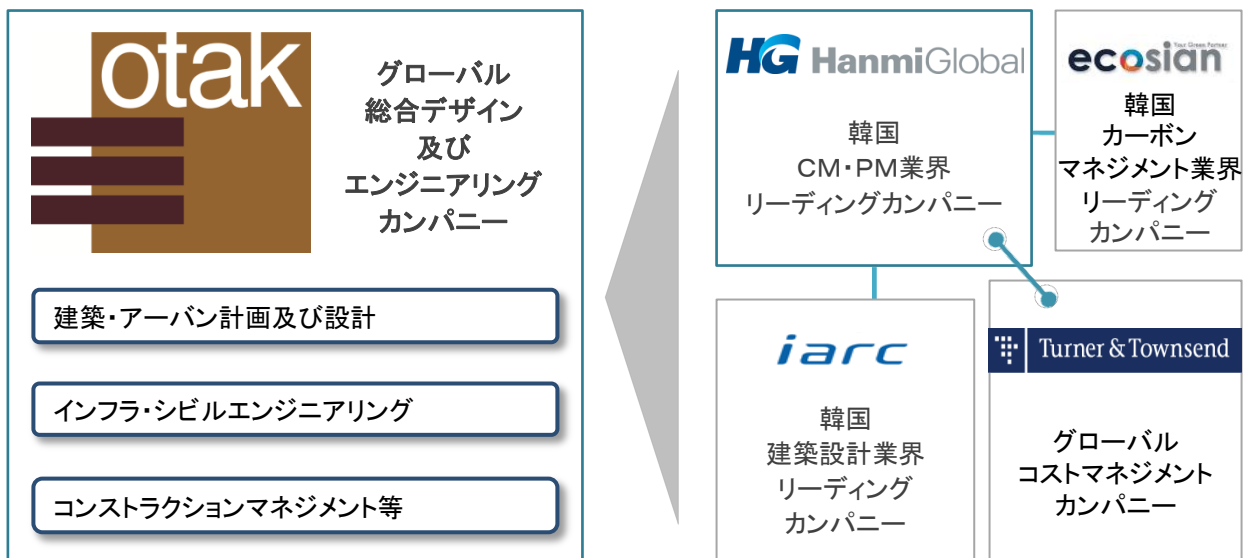 otak
グローバル
総合デザイン
及び
エンジニアリング
カンパニー
建築・アーバン計画及び設計
インフラ・シビルエンジニアリング
コンストラクションマネジメント等
HG HanmiGlobal
韓国
CM・PM業界
リーディングカンパニー
Your Green Partner
ecosian
韓国
カーボン
マネジメント業界
リーディング
カンパニー
iarc
韓国
建築設計業界
リーディング
カンパニー
Turner & Townsend
グローバル
コストマネジメント
カンパニー